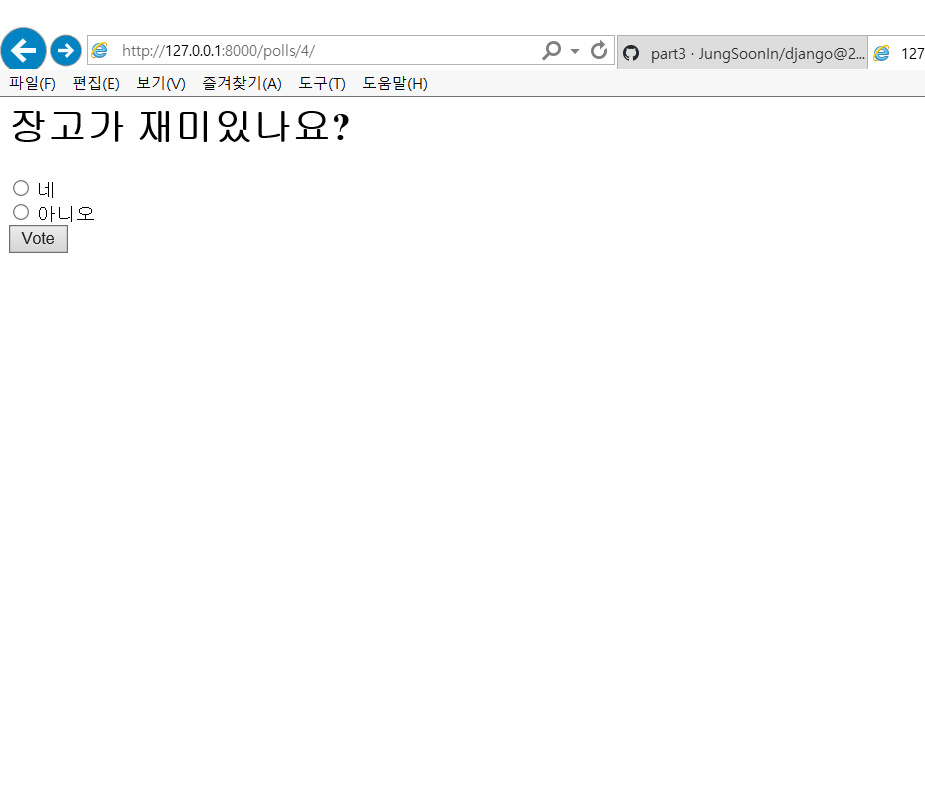 http://127.0.0.1:8000/polls/4/
part3 · JungSoonIn/django@2...
127
파일(F) 편집(E) 보기(V) 즐겨찾기(A) 도구(T) 도움말(H)
장고가 재미있나요?
네
아니오
Vote